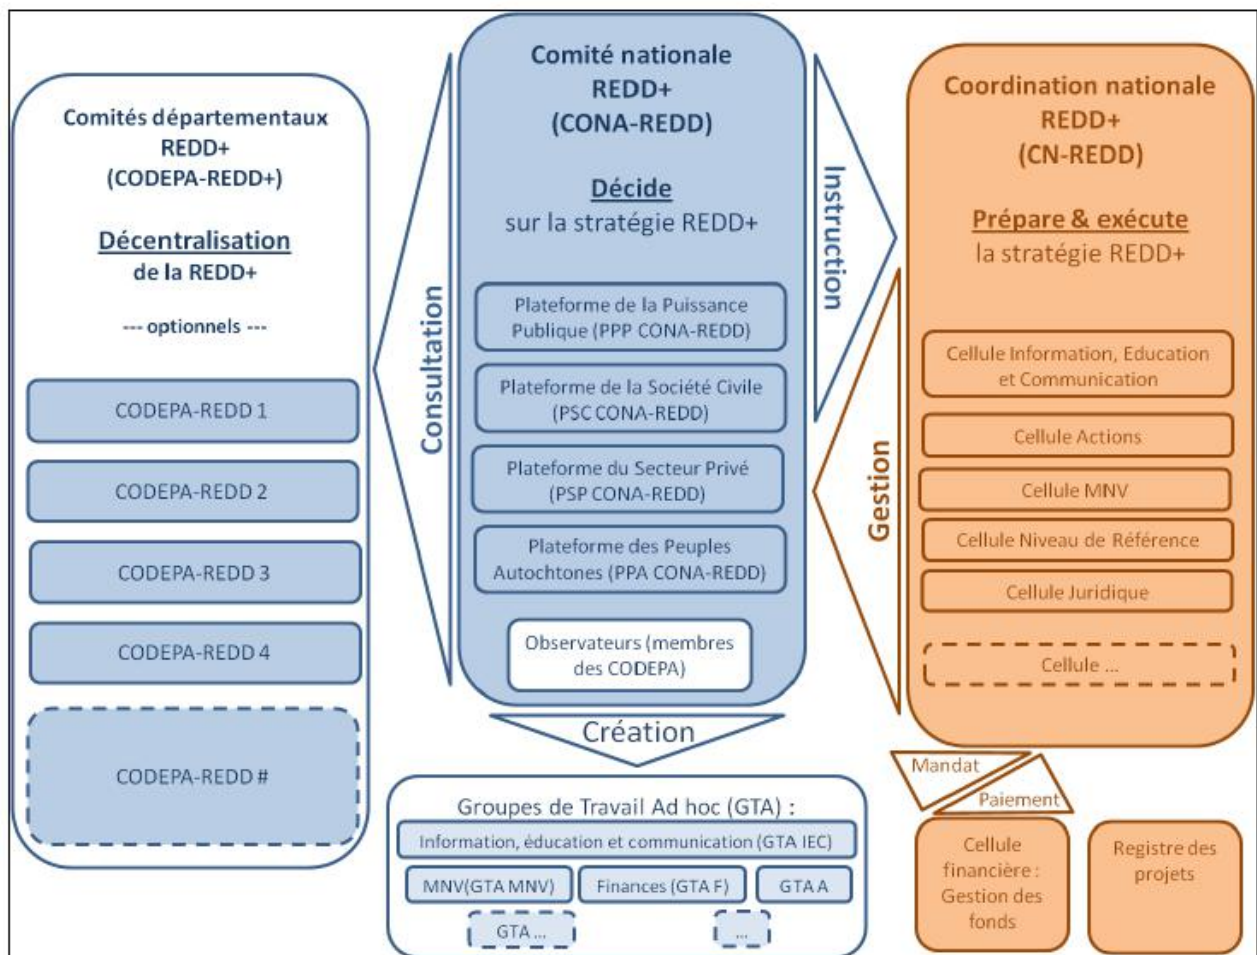 Comités départementaux
REDD+
(CODEPA-REDD+)
Décentralisation
de la REDD+
--- optionnels ---
CODEPA-REDD 1
CODEPA-REDD 2
CODEPA-REDD 3
CODEPA-REDD 4
CODEPA-REDD #
Consultation
Comité nationale
REDD+
(CONA-REDD)
Décide
sur la stratégie REDD+
Plateforme de la Puissance
Publique (PPP CONA-REDD)
Plateforme de la Société Civile
(PSC CONA-REDD)
Plateforme du Secteur Privé
(PSP CONA-REDD)
Plateforme des Peuples
Autochtones (PPA CONA-REDD)
Observateurs (membres
des CODEPA)
Instruction
Gestion
Coordination nationale
REDD+
(CN-REDD)
Prépare & exécute
la stratégie REDD+
Cellule Information, Education
et Communication
Cellule Actions
Cellule MNV
Cellule Niveau de Référence
Cellule Juridique
Cellule ...
Création
Groupes de Travail Ad hoc (GTA) :
Information, éducation et communication (GTA IEC)
MNV(GTA MNV)
Finances (GTA F)
GTA A
GTA ...
...
Mandat
Paiement
Cellule
financière :
Gestion des
fonds
Registre des
projets